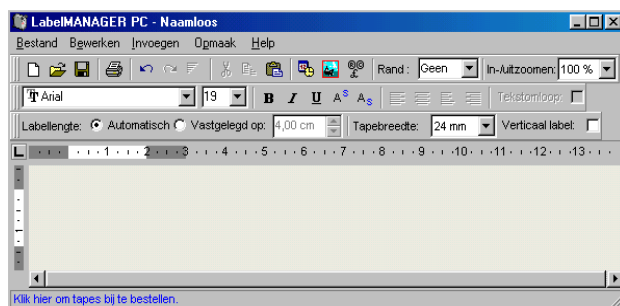 LabelMANAGER PC - Naamloos
Bestand Bewerken Invoegen Opmaak Help
Rand: Geen In-/uitzoomen: 100 %
Arial 19 B I U A S A S Tekstomloop:
Labellengte: Automatisch Vastgelegd op: 4,00 cm Tapebreedte: 24 mm Verticaal label:
L 1 2 3 4 5 6 7 8 9 10 11 12 13
1
Klik hier om tapes bij te bestellen.